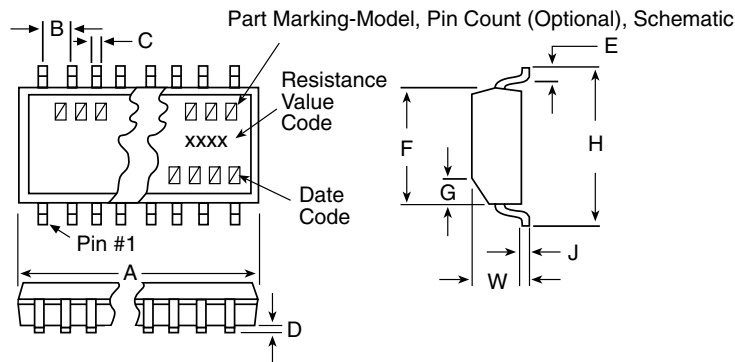 Part Marking-Model, Pin Count (Optional), Schematic
B
C
E
Resistance
Value
Code
xxxx
F
H
G
Date
Code
Pin #1
A
J
W
D